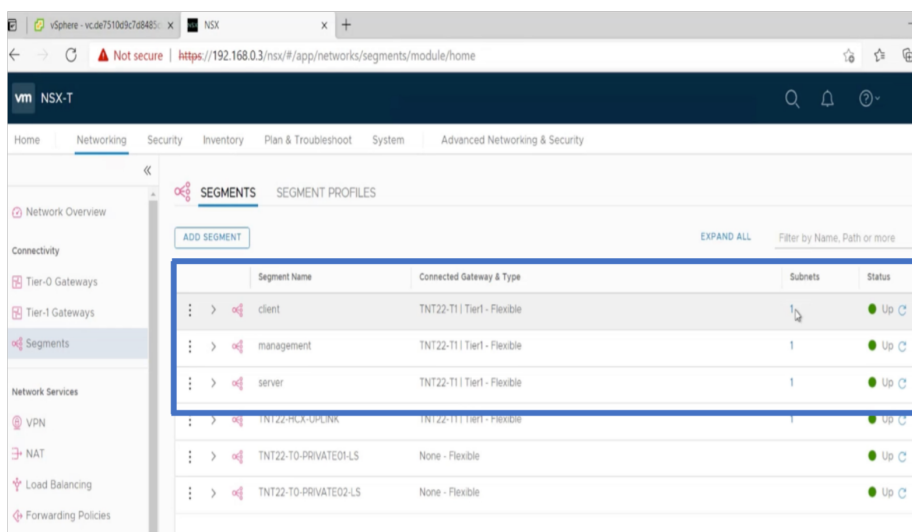 vSphere - vc.de7510d9c7d8485c
NSX
Not secure https://192.168.0.3/nsx/#/app/networks/segments/module/home
vm NSX-T
Home Networking Security Inventory Plan & Troubleshoot System Advanced Networking & Security
SEGMENTS SEGMENT PROFILES
Network Overview
ADD SEGMENT EXPAND ALL Filter by Name, Path or more
Connectivity
Segment Name Connected Gateway & Type Subnets Status
Tier-0 Gateways
client TNT22-T1 | Tier1 - Flexible 1 Up
Tier-1 Gateways
Segments
management TNT22-T1 | Tier1 - Flexible 1 Up
server TNT22-T1 | Tier1 - Flexible 1 Up
Network Services
VPN
TNT22-HCX-UPLINK TNT22-T1 | Tier1 - Flexible 1 Up
NAT
TNT22-T0-PRIVATE01-LS None - Flexible Up
Load Balancing
TNT22-T0-PRIVATE02-LS None - Flexible Up
Forwarding Policies